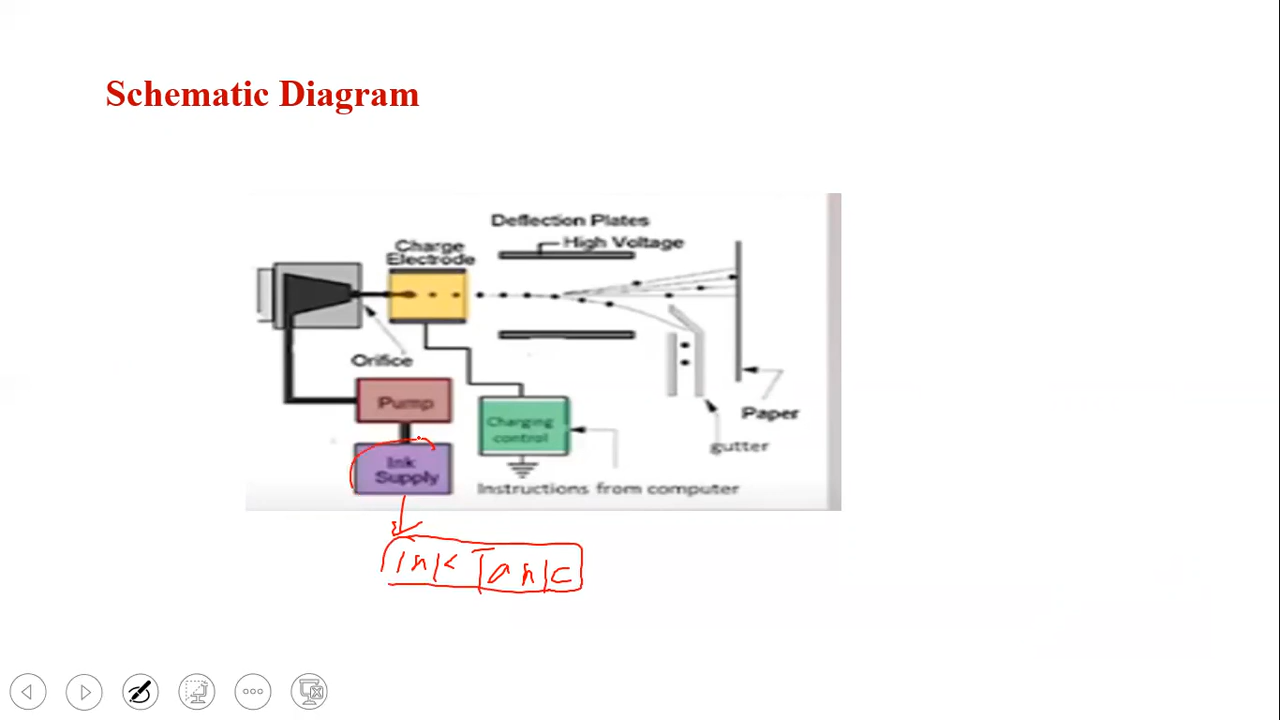 Schematic Diagram
Deflection Plates
High Voltage
Charge
Electrode
Orifice
Pump
Ink
Supply
Charging
control
Paper
gutter
Instructions from computer
Ink Tank